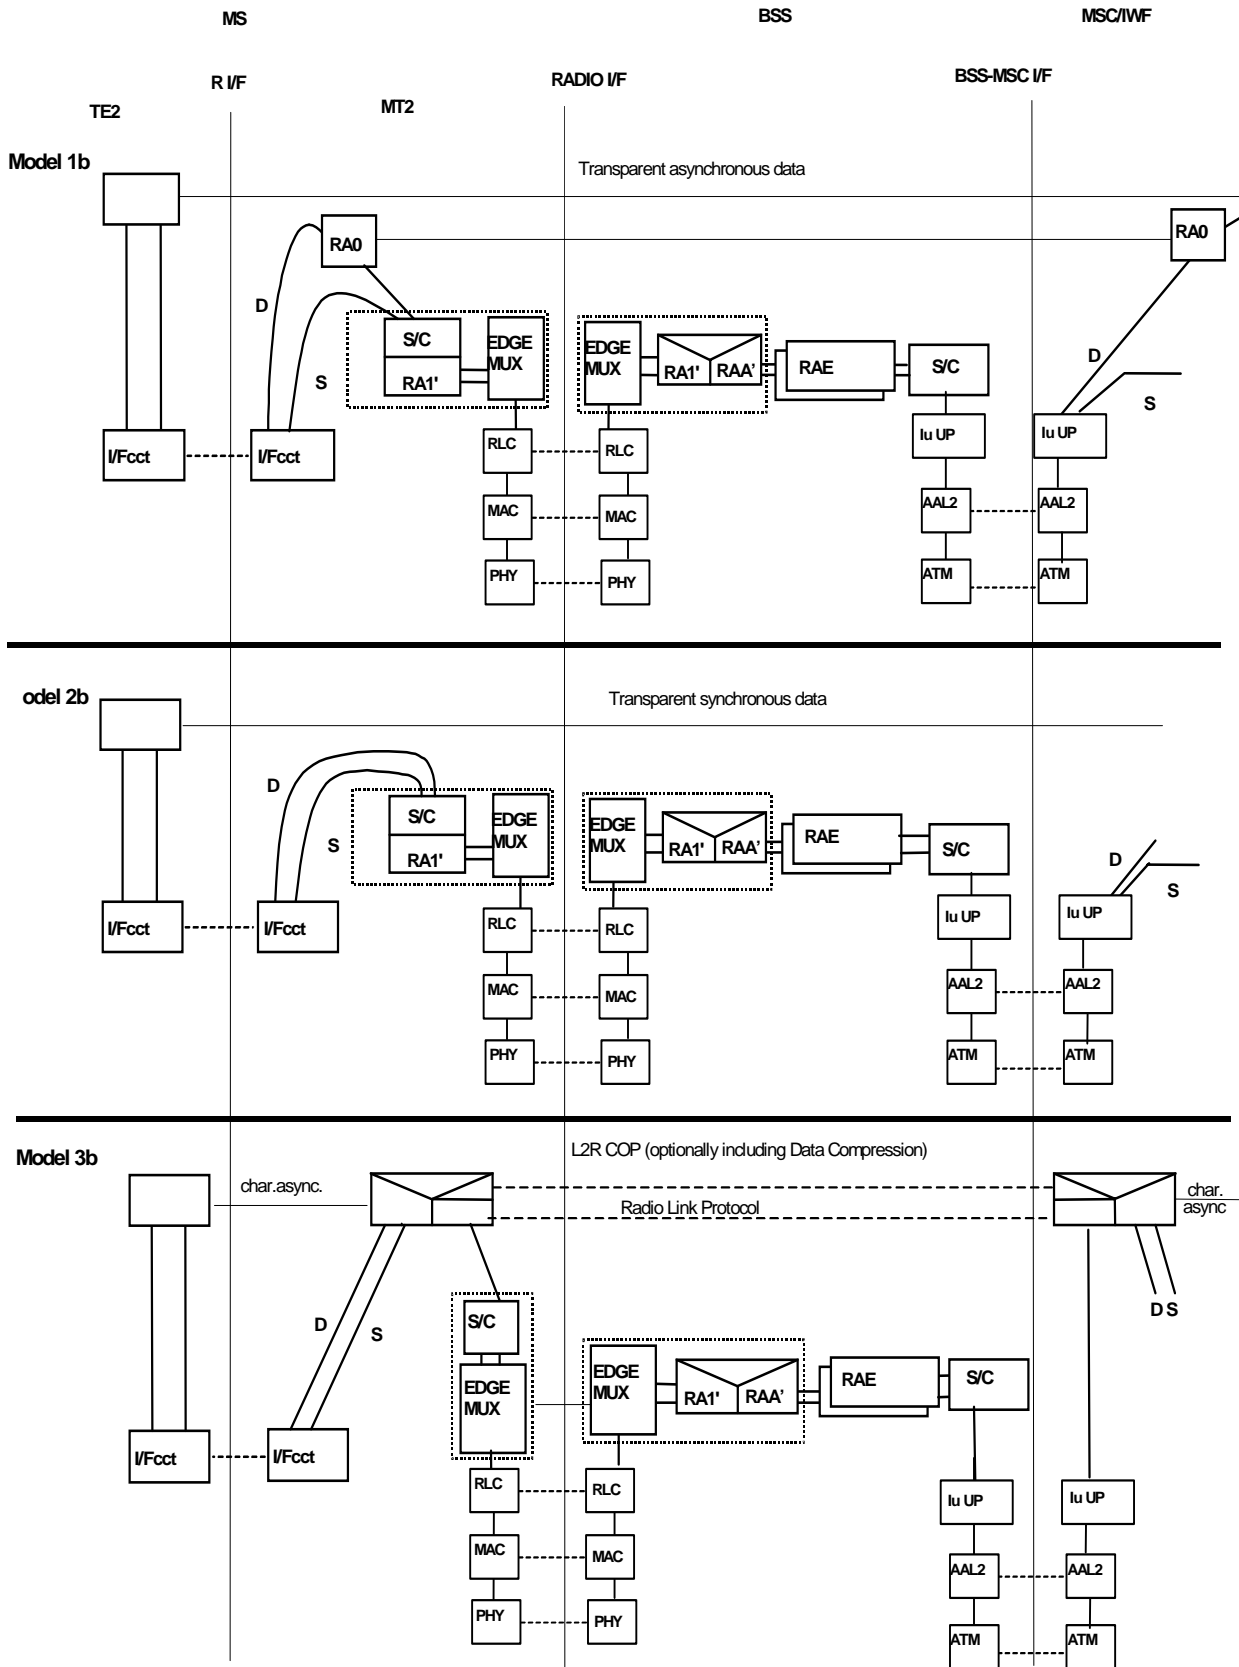 MS
BSS
MSC/IWF
R I/F
RADIO I/F
BSS-MSC I/F
TE2
MT2
Model 1b
Transparent asynchronous data
RA0
RA0
D
S/C
EDGE
MUX
RA1'
S
EDGE
MUX
RA1'
RAA'
RAE
S/C
D
S
I/Fcct
I/Fcct
RLC
RLC
Iu UP
Iu UP
MAC
MAC
AAL2
AAL2
PHY
PHY
ATM
ATM
odel 2b
Transparent synchronous data
D
S
S/C
RA1'
EDGE
MUX
EDGE
MUX
RA1'
RAA'
RAE
S/C
D
S
I/Fcct
I/Fcct
RLC
RLC
Iu UP
Iu UP
MAC
MAC
AAL2
AAL2
PHY
PHY
ATM
ATM
Model 3b
L2R COP (optionally including Data Compression)
char.async.
Radio Link Protocol
char.
async
D
S
D S
S/C
EDGE
MUX
EDGE
MUX
RA1'
RAA'
RAE
S/C
I/Fcct
I/Fcct
RLC
RLC
Iu UP
Iu UP
MAC
MAC
AAL2
AAL2
PHY
PHY
ATM
ATM